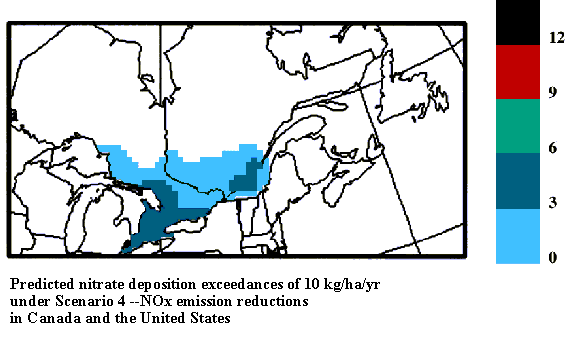 12
9
6
3
0
Predicted nitrate deposition exceedances of 10 kg/ha/yr
under Scenario 4 --NOx emission reductions
in Canada and the United States